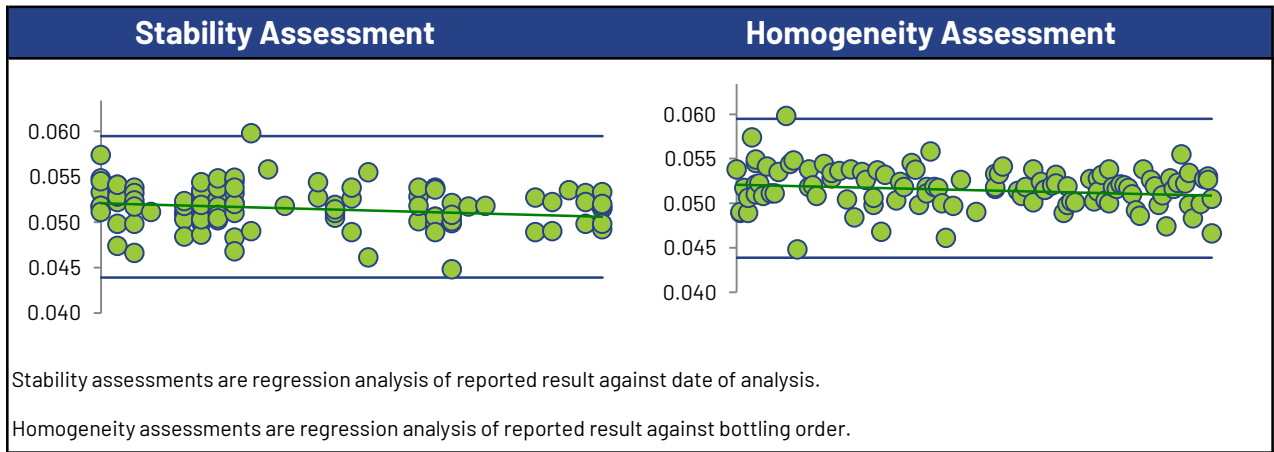 Stability Assessment
Homogeneity Assessment
0.060
0.055
0.050
0.045
0.040
0.060
0.055
0.050
0.045
0.040
Stability assessments are regression analysis of reported result against date of analysis.
Homogeneity assessments are regression analysis of reported result against bottling order.